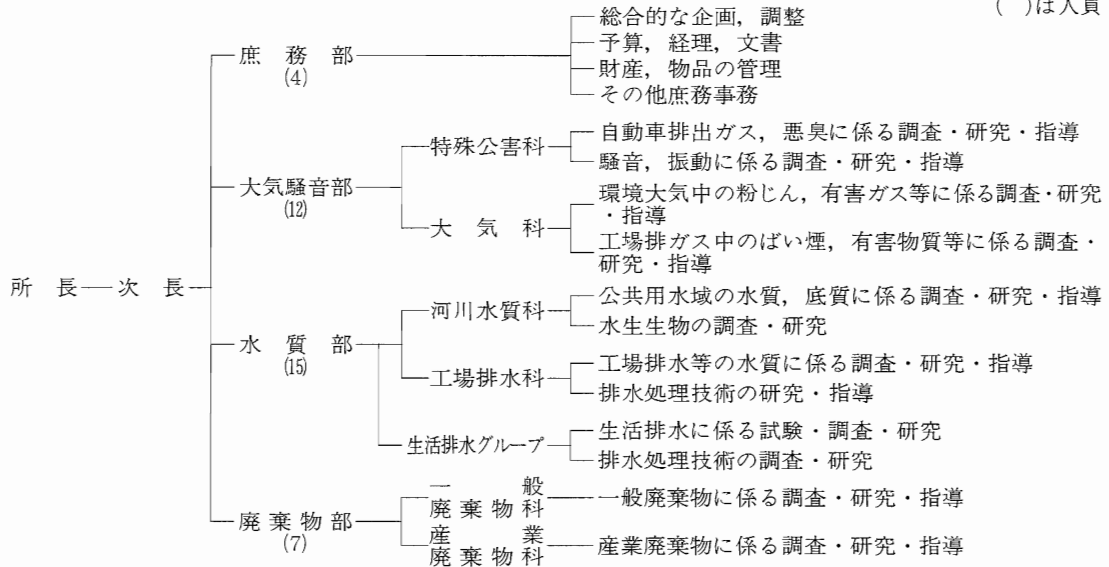 (　)は人員
所　長 次　長
庶　務　部
(4)
総合的な企画，調整
予算，経理，文書
財産，物品の管理
その他庶務事務
大気騒音部
(12)
特殊公害科
自動車排出ガス，悪臭に係る調査・研究・指導
騒音，振動に係る調査・研究・指導
大　気　科
環境大気中の粉じん，有害ガス等に係る調査・研究
・指導
工場排ガス中のばい煙，有害物質等に係る調査・
研究・指導
水　質　部
(15)
河川水質科
公共用水域の水質，底質に係る調査・研究・指導
水生生物の調査・研究
工場排水科
工場排水等の水質に係る調査・研究・指導
排水処理技術の研究・指導
生活排水グループ
生活排水に係る試験・調査・研究
排水処理技術の調査・研究
廃棄物部
(7)
一　般
廃棄物科
一般廃棄物に係る調査・研究・指導
産　業
廃棄物科
産業廃棄物に係る調査・研究・指導